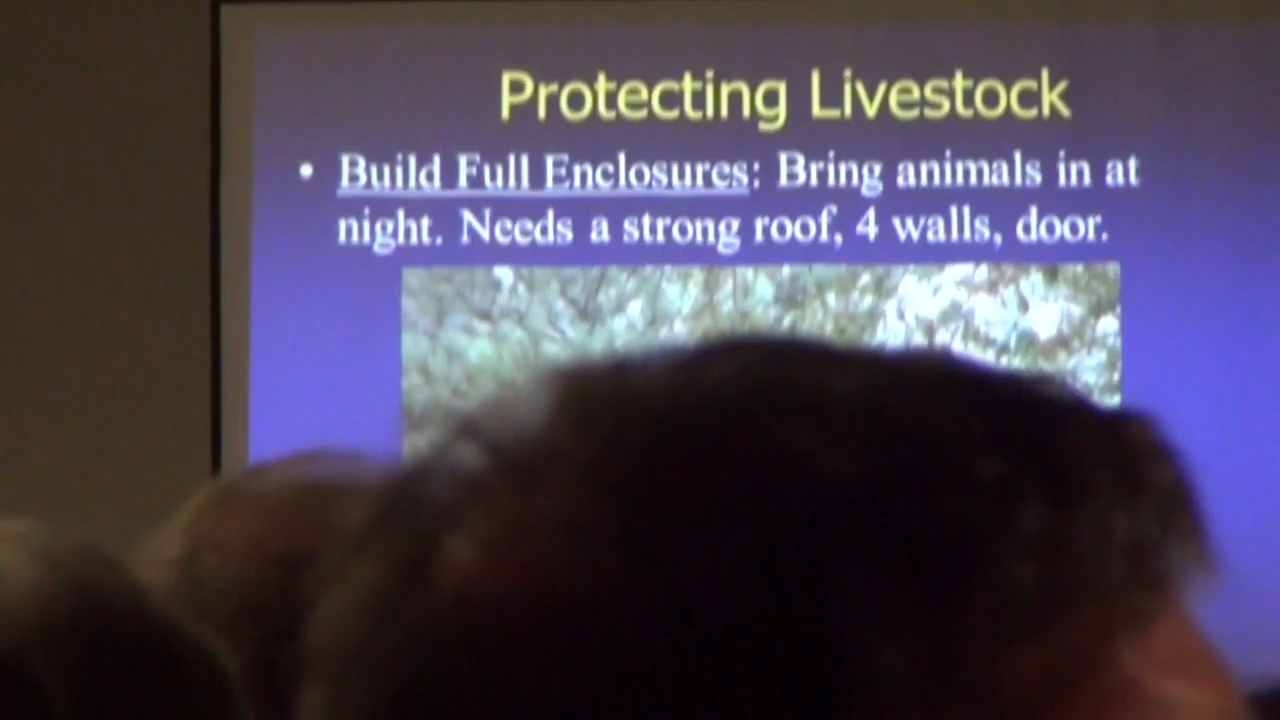 Protecting Livestock
• Build Full Enclosures: Bring animals in at
night. Needs a strong roof, 4 walls, door.